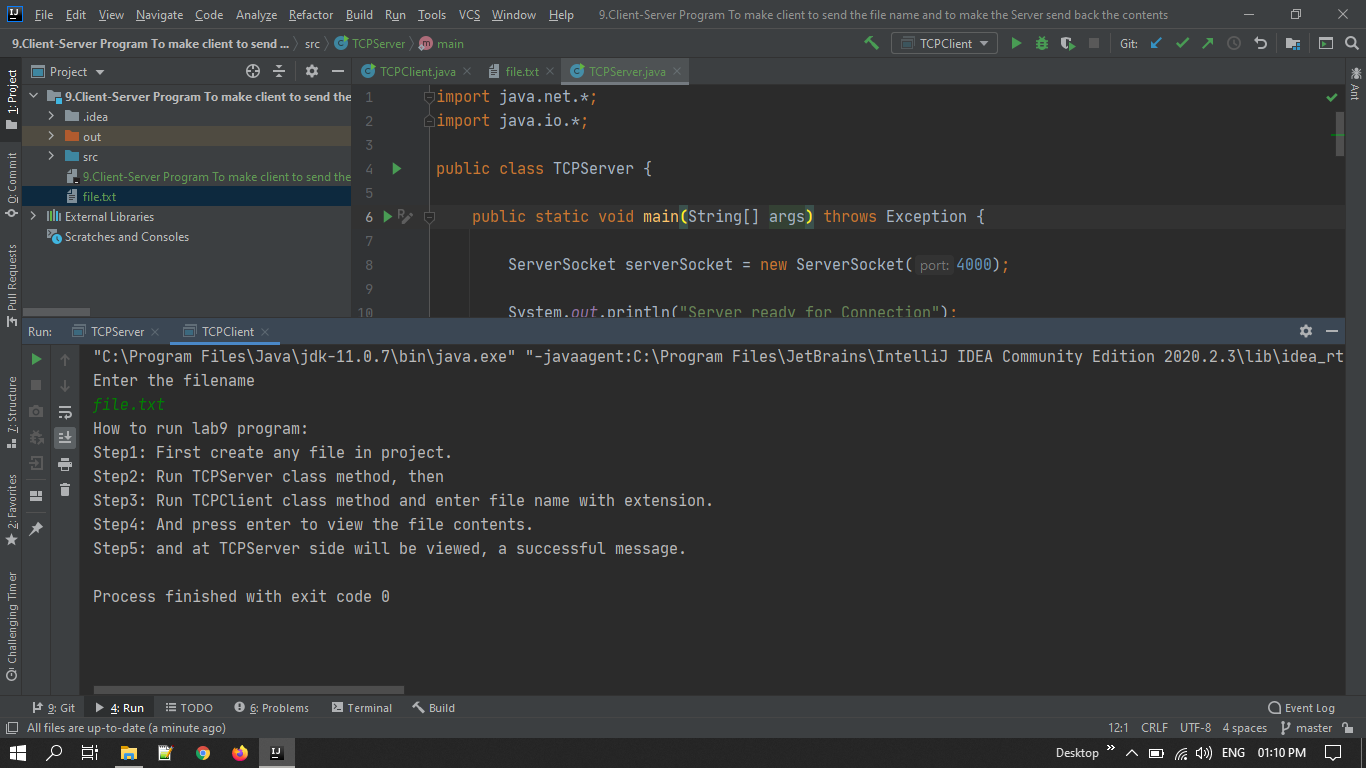 File Edit View Navigate Code Analyze Refactor Build Run Tools VCS Window Help 9.Client-Server Program To make client to send the file name and to make the Server send back the contents
9.Client-Server Program To make client to send ... src TCPServer main TCPClient Git:
1: Project
0: Commit
Pull Requests
7: Structure
2: Favorites
Challenging Timer
Project
9.Client-Server Program To make client to send the
.idea
out
src
9.Client-Server Program To make client to send the
file.txt
External Libraries
Scratches and Consoles
TCPClient.java file.txt TCPServer.java
Ant
1 import java.net.*;
2 import java.io.*;
3
4 public class TCPServer {
5
6 public static void main(String[] args) throws Exception {
7
8 ServerSocket serverSocket = new ServerSocket( port: 4000);
9
10 System.out.println("Server ready for Connection");
Run: TCPServer TCPClient
"C:\Program Files\Java\jdk-11.0.7\bin\java.exe" "-javaagent:C:\Program Files\JetBrains\IntelliJ IDEA Community Edition 2020.2.3\lib\idea_rt
Enter the filename
file.txt
How to run lab9 program:
Step1: First create any file in project.
Step2: Run TCPServer class method, then
Step3: Run TCPClient class method and enter file name with extension.
Step4: And press enter to view the file contents.
Step5: and at TCPServer side will be viewed, a successful message.
Process finished with exit code 0
9: Git 4: Run TODO 6: Problems Terminal Build Event Log
All files are up-to-date (a minute ago) 12:1 CRLF UTF-8 4 spaces master
Desktop ENG 01:10 PM